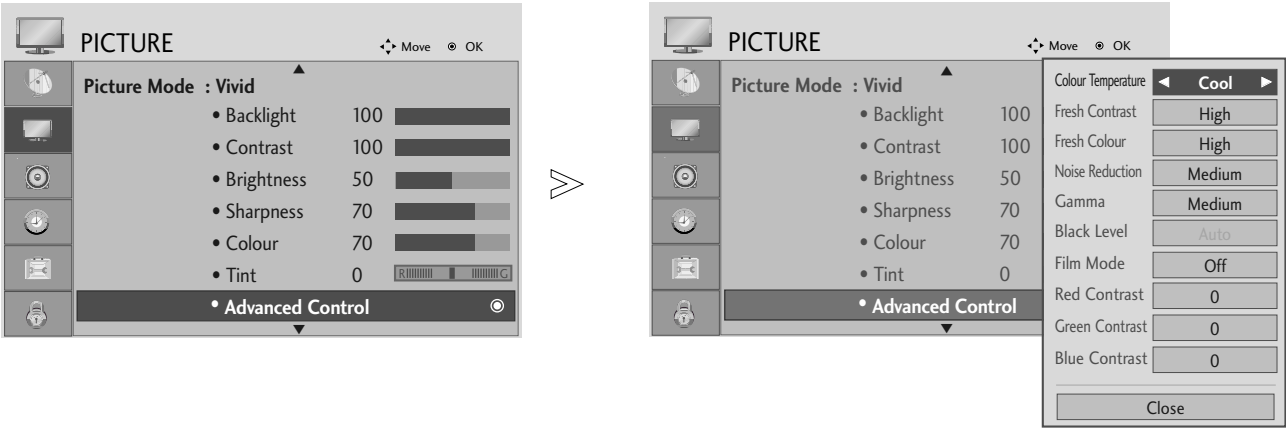 PICTURE
Move OK
Picture Mode : Vivid
• Backlight 100
• Contrast 100
• Brightness 50
• Sharpness 70
• Colour 70
• Tint 0 R G
• Advanced Control
PICTURE
Move OK
Picture Mode : Vivid
• Backlight 100
• Contrast 100
• Brightness 50
• Sharpness 70
• Colour 70
• Tint 0
• Advanced Control
Colour Temperature Cool
Fresh Contrast High
Fresh Colour High
Noise Reduction Medium
Gamma Medium
Black Level Auto
Film Mode Off
Red Contrast 0
Green Contrast 0
Blue Contrast 0
Close